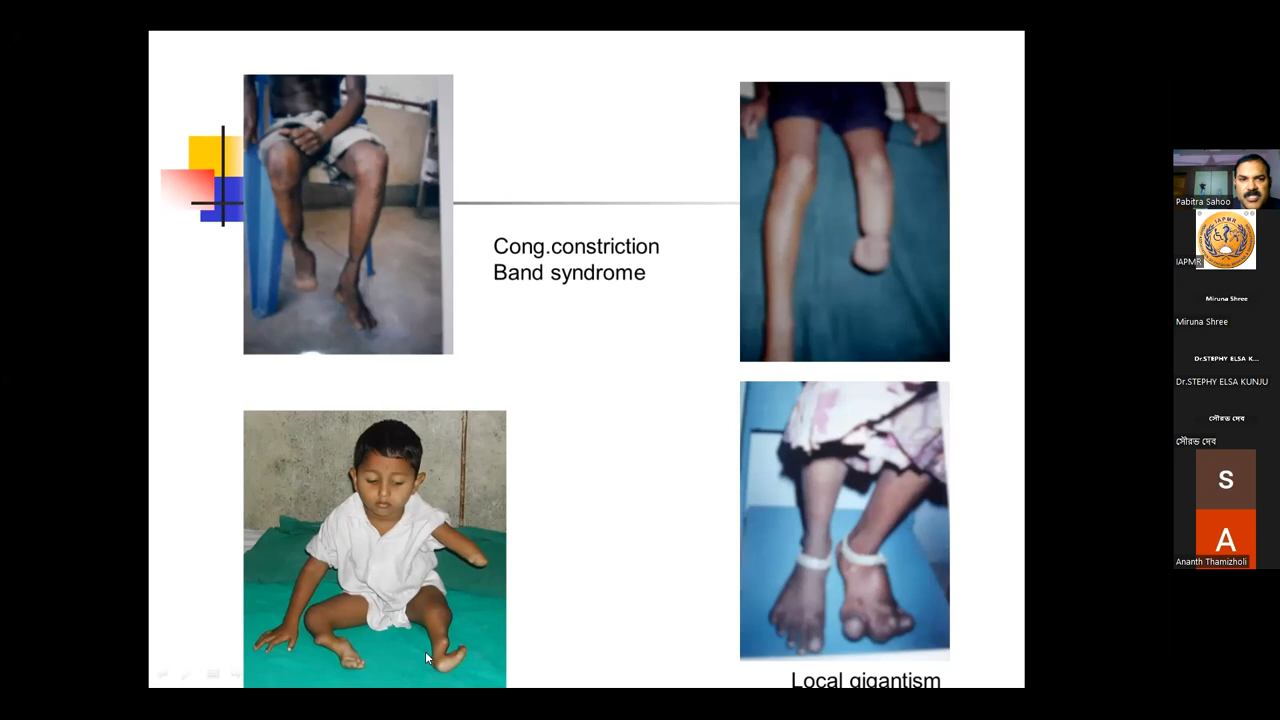 Cong.constriction
Band syndrome
Local gigantism
Pabitra Sahoo
IAPMR
IAPMR
Miruna Shree
Miruna Shree
Dr.STEPHY ELSA K...
Dr.STEPHY ELSA KUNJU
সৌরভ দেব
সৌরভ দেব
S
A
Ananth Thamizholi